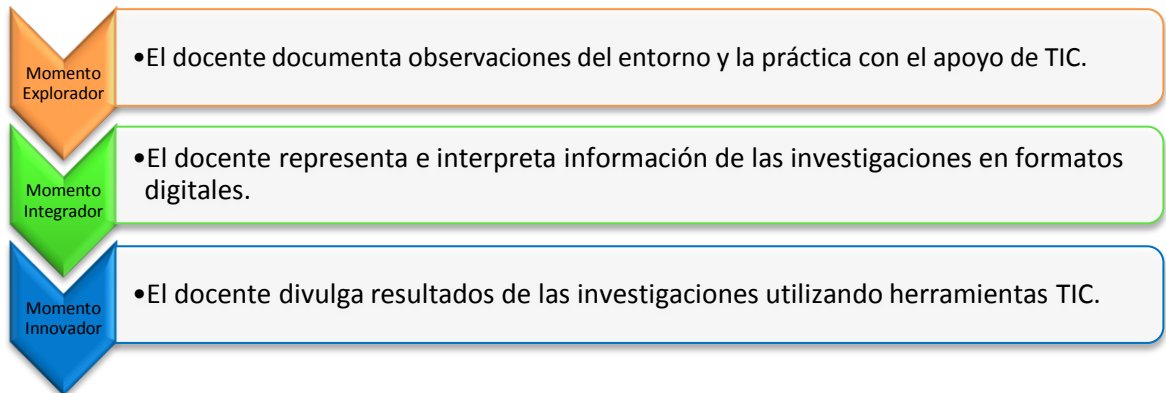 Momento
Explorador
•El docente documenta observaciones del entorno y la práctica con el apoyo de TIC.
Momento
Integrador
•El docente representa e interpreta información de las investigaciones en formatos
digitales.
Momento
Innovador
•El docente divulga resultados de las investigaciones utilizando herramientas TIC.